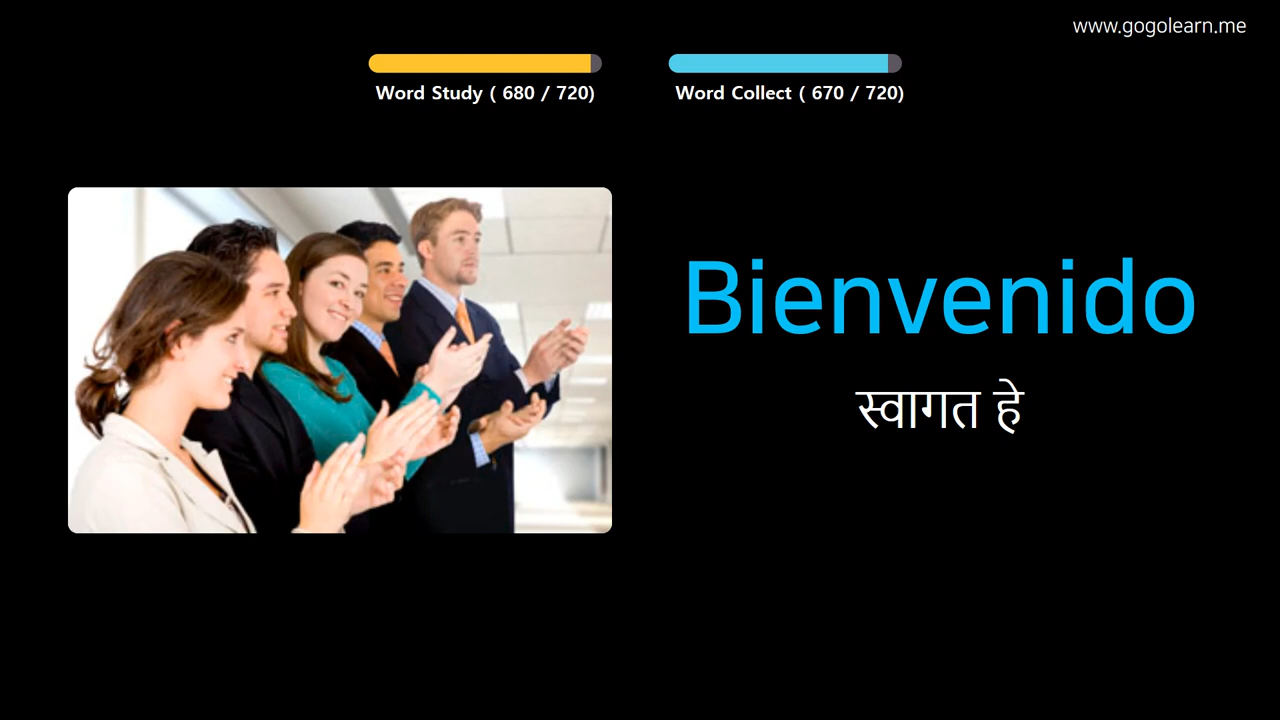 www.gogolearn.me
Word Study ( 680 / 720)
Word Collect ( 670 / 720)
Bienvenido
स्वागत हे